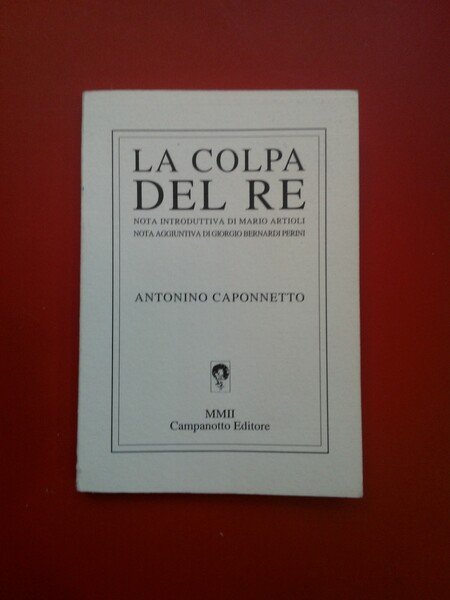 LA COLPA
DEL RE
NOTA INTRODUTTIVA DI MARIO ARTIOLI
NOTA AGGIUNTIVA DI GIORGIO BERNARDI PERINI
ANTONINO CAPONNETTO
MMII
Campanotto Editore